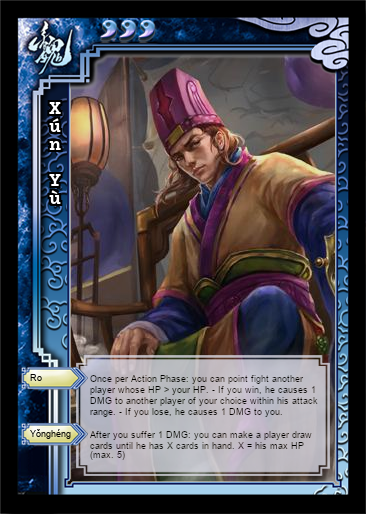 魏
Xún Yù
Ro
Once per Action Phase: you can point fight another
player whose HP > your HP. - If you win, he causes 1
DMG to another player of your choice within his attack
range. - If you lose, he causes 1 DMG to you.
Yǒnghéng
After you suffer 1 DMG: you can make a player draw
cards until he has X cards in hand. X = his max HP
(max. 5)